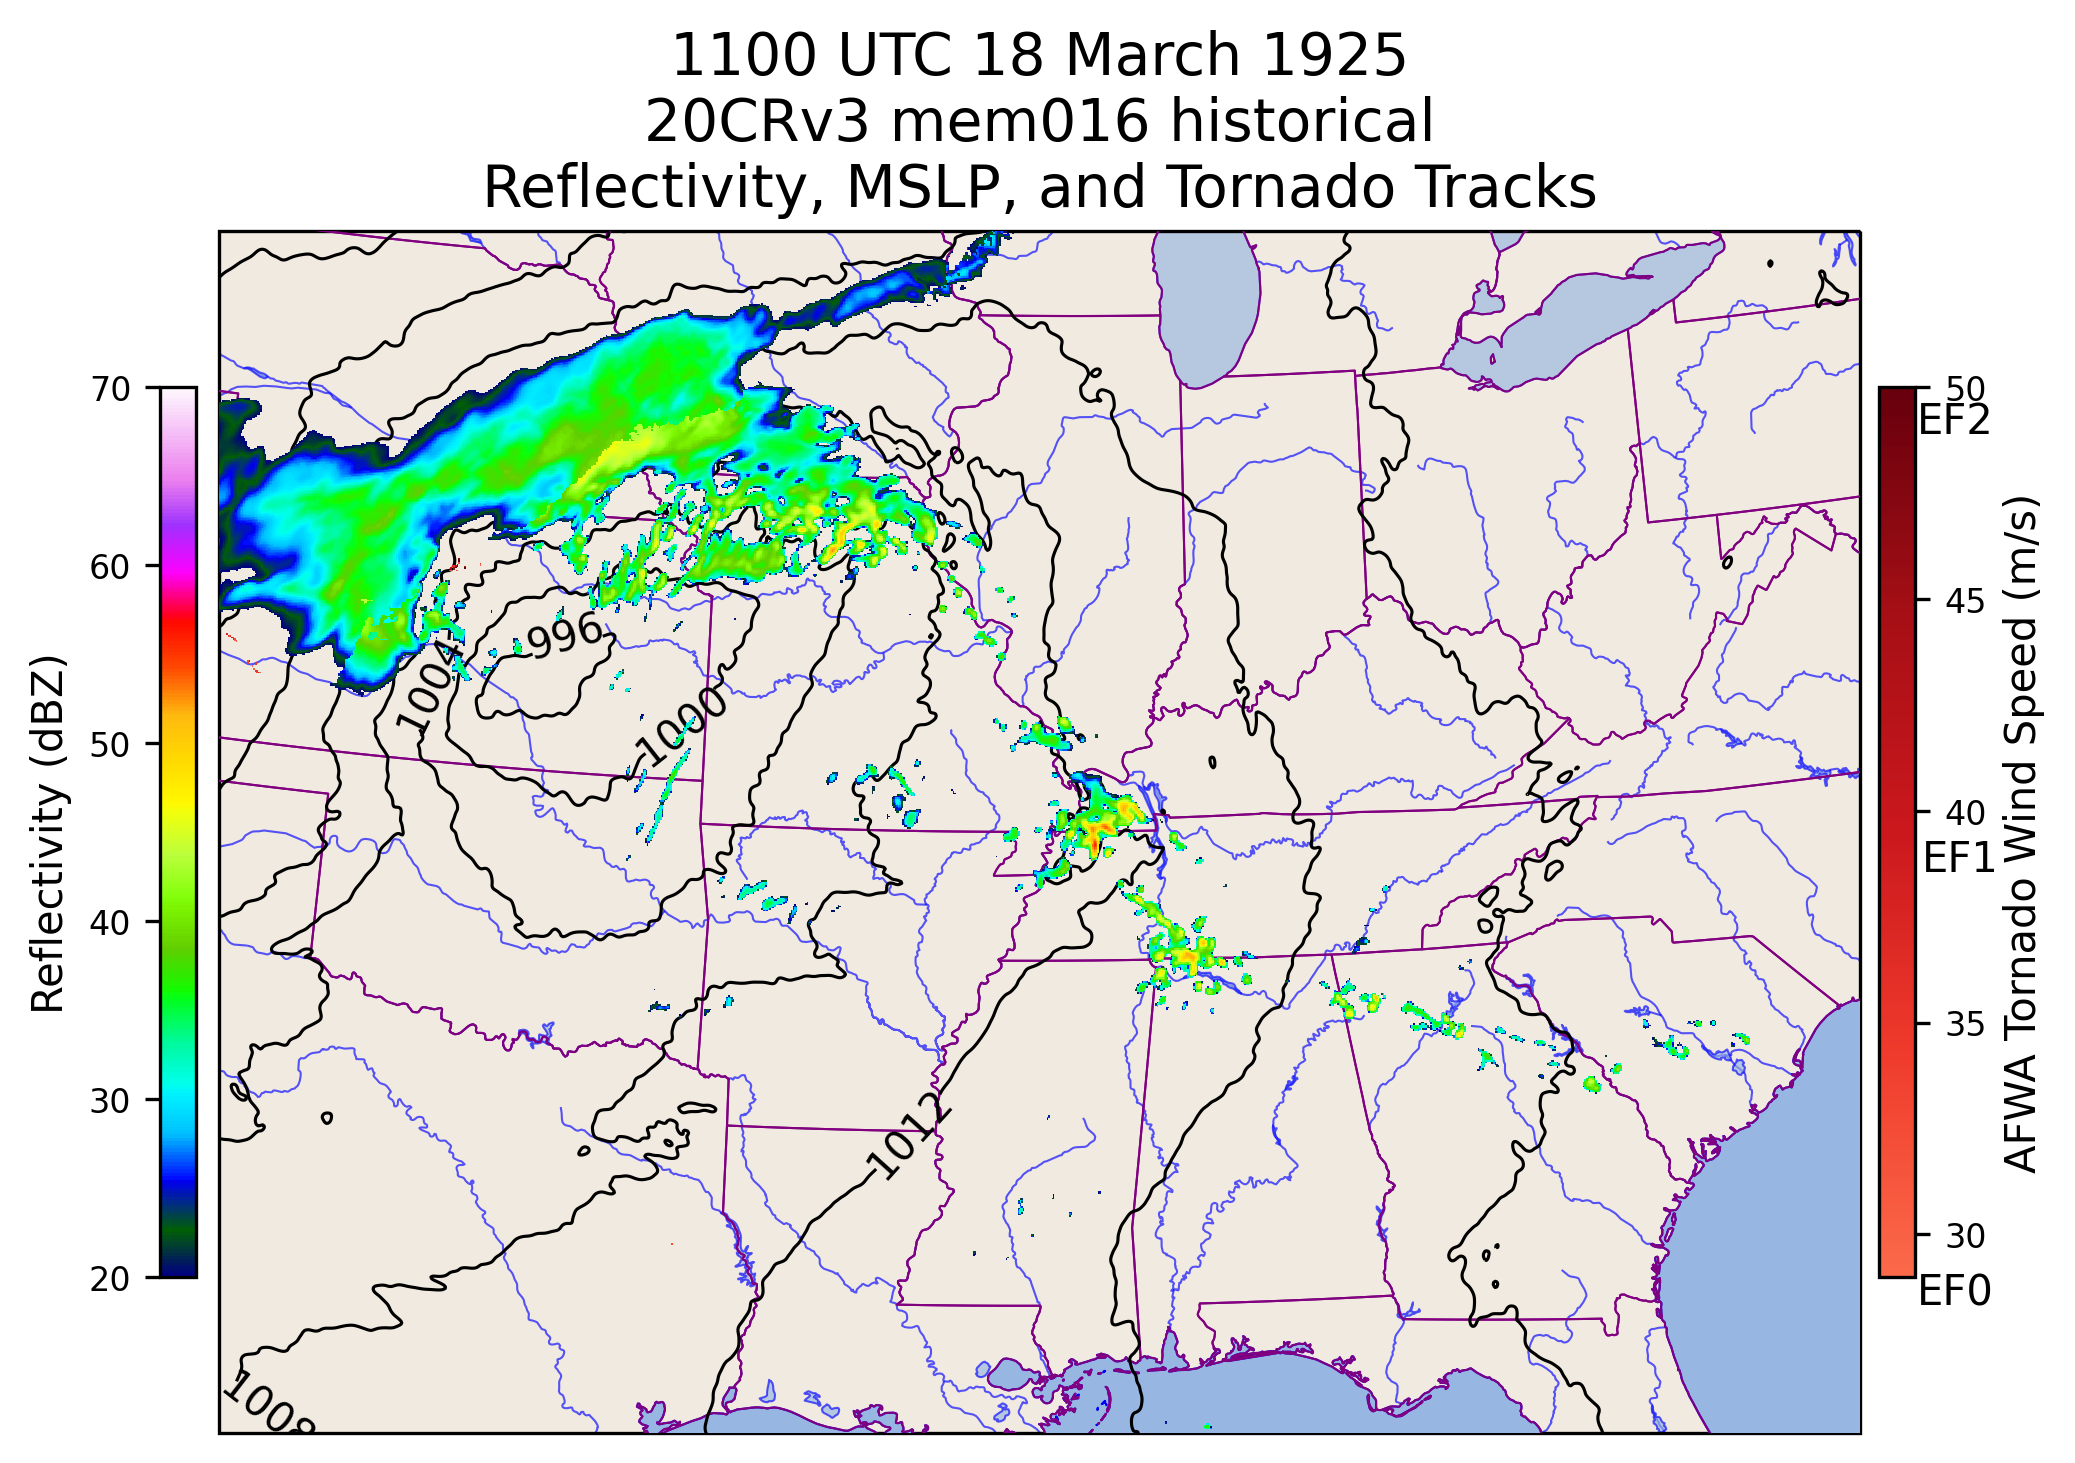 1100 UTC 18 March 1925
20CRv3 mem016 historical
Reflectivity, MSLP, and Tornado Tracks
Reflectivity (dBZ)
70
60
50
40
30
20
996
1004
1000
1012
1008
50
EF2
45
40
EF1
35
30
EF0
AFWA Tornado Wind Speed (m/s)